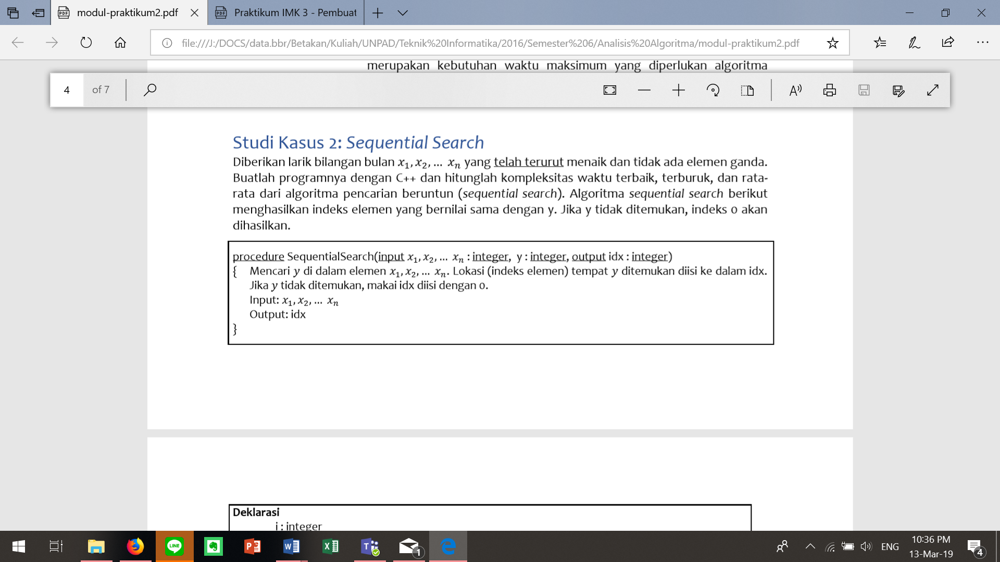 modul-praktikum2.pdf
Praktikum IMK 3 - Pembuat
file:///J:/DOCS/data.bbr/Betakan/Kuliah/UNPAD/Teknik%20Informatika/2016/Semester%206/Analisis%20Algoritma/modul-praktikum2.pdf
merupakan kebutuhan waktu maksimum yang diperlukan algoritma
4 of 7
Studi Kasus 2: Sequential Search
Diberikan larik bilangan bulan x₁, x₂, ... xₙ yang telah terurut menaik dan tidak ada elemen ganda.
Buatlah programnya dengan C++ dan hitunglah kompleksitas waktu terbaik, terburuk, dan rata-
rata dari algoritma pencarian beruntun (sequential search). Algoritma sequential search berikut
menghasilkan indeks elemen yang bernilai sama dengan y. Jika y tidak ditemukan, indeks 0 akan
dihasilkan.
procedure SequentialSearch(input x₁, x₂, ... xₙ : integer, y : integer, output idx : integer)
{ Mencari y di dalam elemen x₁, x₂, ... xₙ. Lokasi (indeks elemen) tempat y ditemukan diisi ke dalam idx.
Jika y tidak ditemukan, makai idx diisi dengan 0.
Input: x₁, x₂, ... xₙ
Output: idx
}
Deklarasi
i : integer
LINE
ENG
10:36 PM
13-Mar-19
1
4